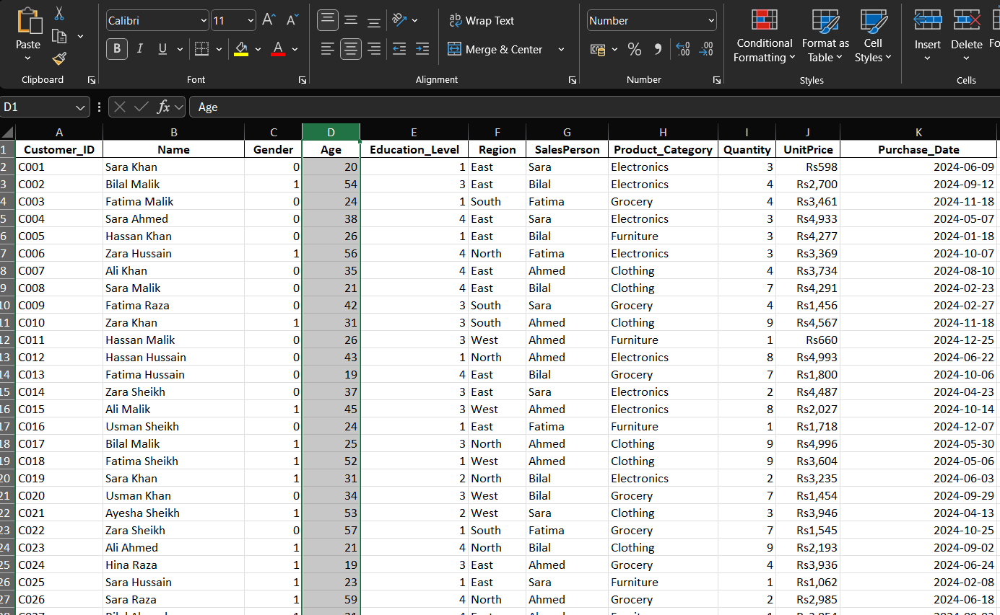 Calibri 11 Wrap Text Number
Paste B I U Merge & Center Conditional Formatting Format as Table Cell Styles Insert Delete
Clipboard Font Alignment Number Styles Cells
D1 fx Age
A B C D E F G H I J K
1 Customer_ID Name Gender Age Education_Level Region SalesPerson Product_Category Quantity UnitPrice Purchase_Date
2 C001 Sara Khan 0 20 1 East Sara Electronics 3 Rs598 2024-06-09
3 C002 Bilal Malik 1 54 3 East Bilal Electronics 4 Rs2,700 2024-09-12
4 C003 Fatima Malik 0 24 1 South Fatima Grocery 4 Rs3,461 2024-11-18
5 C004 Sara Ahmed 0 38 4 East Sara Electronics 3 Rs4,933 2024-05-07
6 C005 Hassan Khan 0 26 1 East Bilal Furniture 3 Rs4,277 2024-01-18
7 C006 Zara Hussain 1 56 4 North Fatima Electronics 3 Rs3,369 2024-10-07
8 C007 Ali Khan 0 35 4 East Ahmed Clothing 4 Rs3,734 2024-08-10
9 C008 Sara Malik 0 21 4 East Bilal Clothing 7 Rs4,291 2024-02-23
10 C009 Fatima Raza 0 42 3 South Sara Grocery 4 Rs1,456 2024-02-27
11 C010 Zara Khan 1 31 3 South Ahmed Clothing 9 Rs4,567 2024-11-18
12 C011 Hassan Malik 0 26 3 West Ahmed Furniture 1 Rs660 2024-12-25
13 C012 Hassan Hussain 0 43 1 North Ahmed Electronics 8 Rs4,993 2024-06-22
14 C013 Fatima Hussain 0 19 4 East Bilal Grocery 7 Rs1,800 2024-10-06
15 C014 Zara Sheikh 0 37 3 East Sara Electronics 2 Rs4,487 2024-04-23
16 C015 Ali Malik 1 45 3 West Ahmed Electronics 8 Rs2,027 2024-10-14
17 C016 Usman Sheikh 0 24 1 East Fatima Furniture 1 Rs1,718 2024-12-07
18 C017 Bilal Malik 1 25 3 North Ahmed Clothing 9 Rs4,996 2024-05-30
19 C018 Fatima Sheikh 1 52 1 West Ahmed Clothing 9 Rs3,604 2024-05-06
20 C019 Sara Khan 1 31 2 North Bilal Electronics 2 Rs3,235 2024-06-03
21 C020 Usman Khan 0 34 3 West Bilal Grocery 7 Rs1,454 2024-09-29
22 C021 Ayesha Sheikh 1 53 2 West Sara Clothing 3 Rs3,946 2024-04-13
23 C022 Zara Sheikh 0 57 1 South Fatima Grocery 7 Rs1,545 2024-10-25
24 C023 Ali Ahmed 1 21 4 North Bilal Clothing 9 Rs2,193 2024-09-02
25 C024 Hina Raza 1 19 3 East Ahmed Grocery 4 Rs3,936 2024-06-24
26 C025 Sara Hussain 1 23 1 East Sara Furniture 1 Rs1,062 2024-02-08
27 C026 Sara Raza 1 59 4 North Ahmed Grocery 2 Rs2,985 2024-06-18